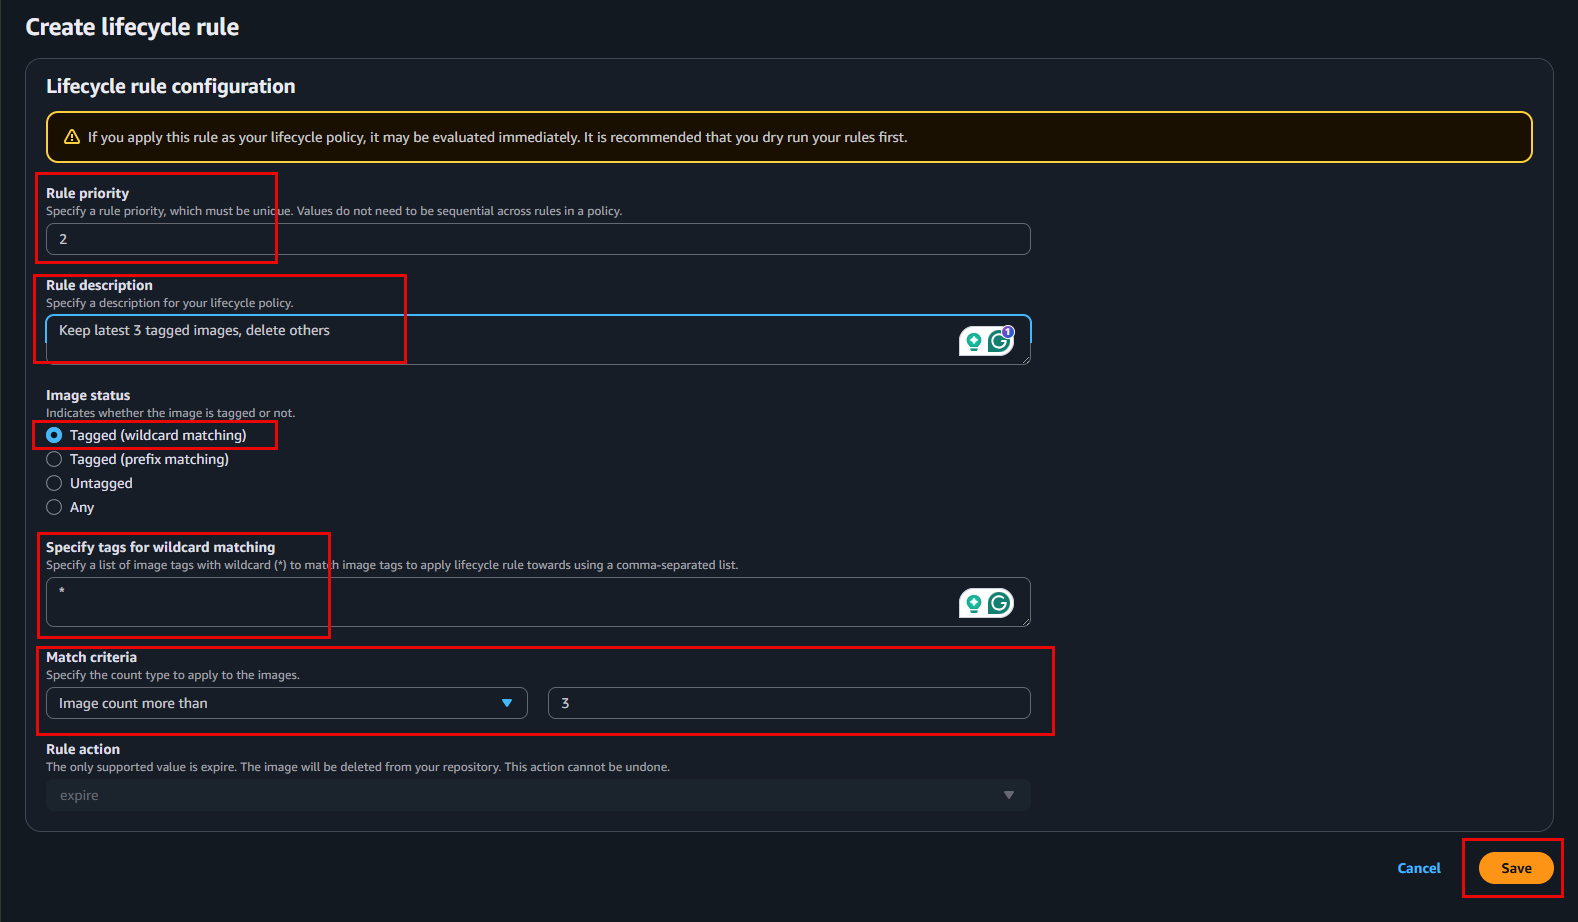 Create lifecycle rule
Lifecycle rule configuration
If you apply this rule as your lifecycle policy, it may be evaluated immediately. It is recommended that you dry run your rules first.
Rule priority
Specify a rule priority, which must be unique. Values do not need to be sequential across rules in a policy.
2
Rule description
Specify a description for your lifecycle policy.
Keep latest 3 tagged images, delete others
1
Image status
Indicates whether the image is tagged or not.
Tagged (wildcard matching)
Tagged (prefix matching)
Untagged
Any
Specify tags for wildcard matching
Specify a list of image tags with wildcard (*) to match image tags to apply lifecycle rule towards using a comma-separated list.
*
Match criteria
Specify the count type to apply to the images.
Image count more than
3
Rule action
The only supported value is expire. The image will be deleted from your repository. This action cannot be undone.
expire
Cancel
Save